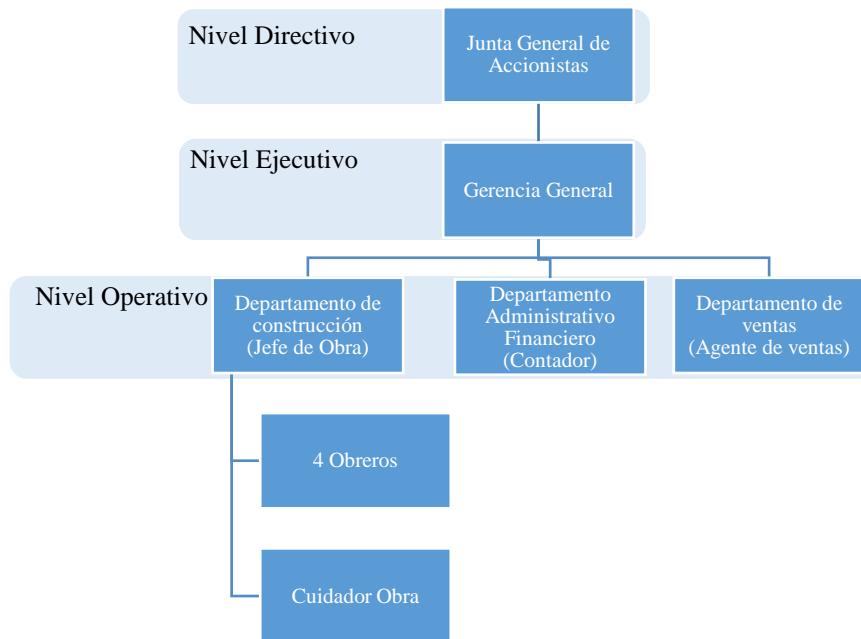 Nivel Directivo
Junta General de
Accionistas
Nivel Ejecutivo
Gerencia General
Nivel Operativo
Departamento de
construcción
(Jefe de Obra)
Departamento
Administrativo
Financiero
(Contador)
Departamento de
ventas
(Agente de ventas)
4 Obreros
Cuidador Obra